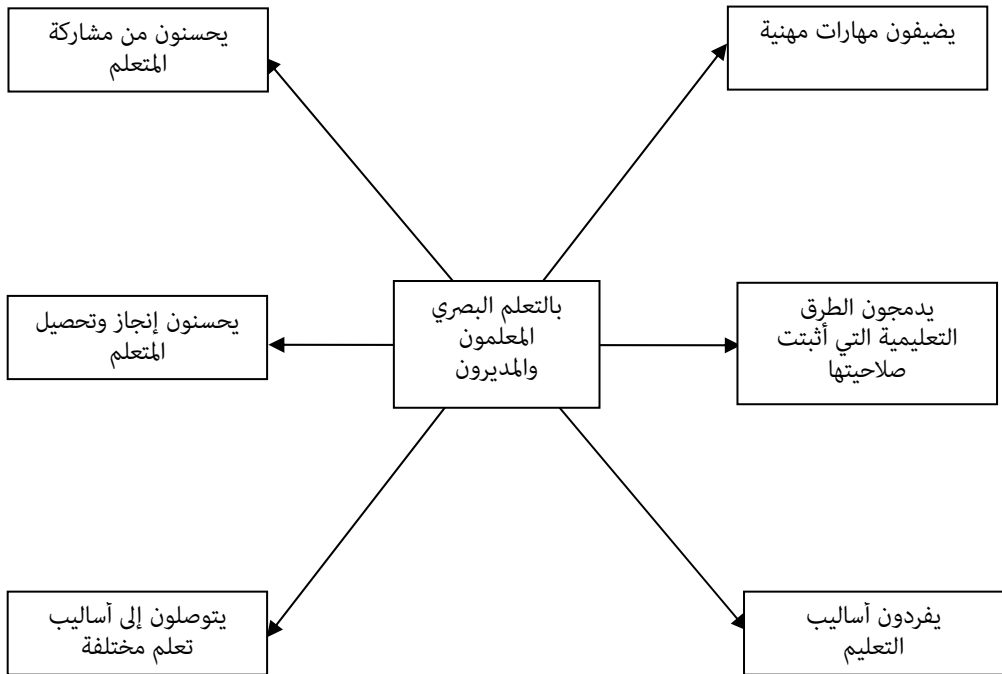 يضيفون مهارات مهنية
يحسنون من مشاركة
المتعلم
بالتعلم البصري
المعلمون
والمديرون
يدمجون الطرق
التعليمية التي أثبتت
صلاحيتها
يحسنون إنجاز وتحصيل
المتعلم
يفردون أساليب
التعليم
يتوصلون إلى أساليب
تعلم مختلفة